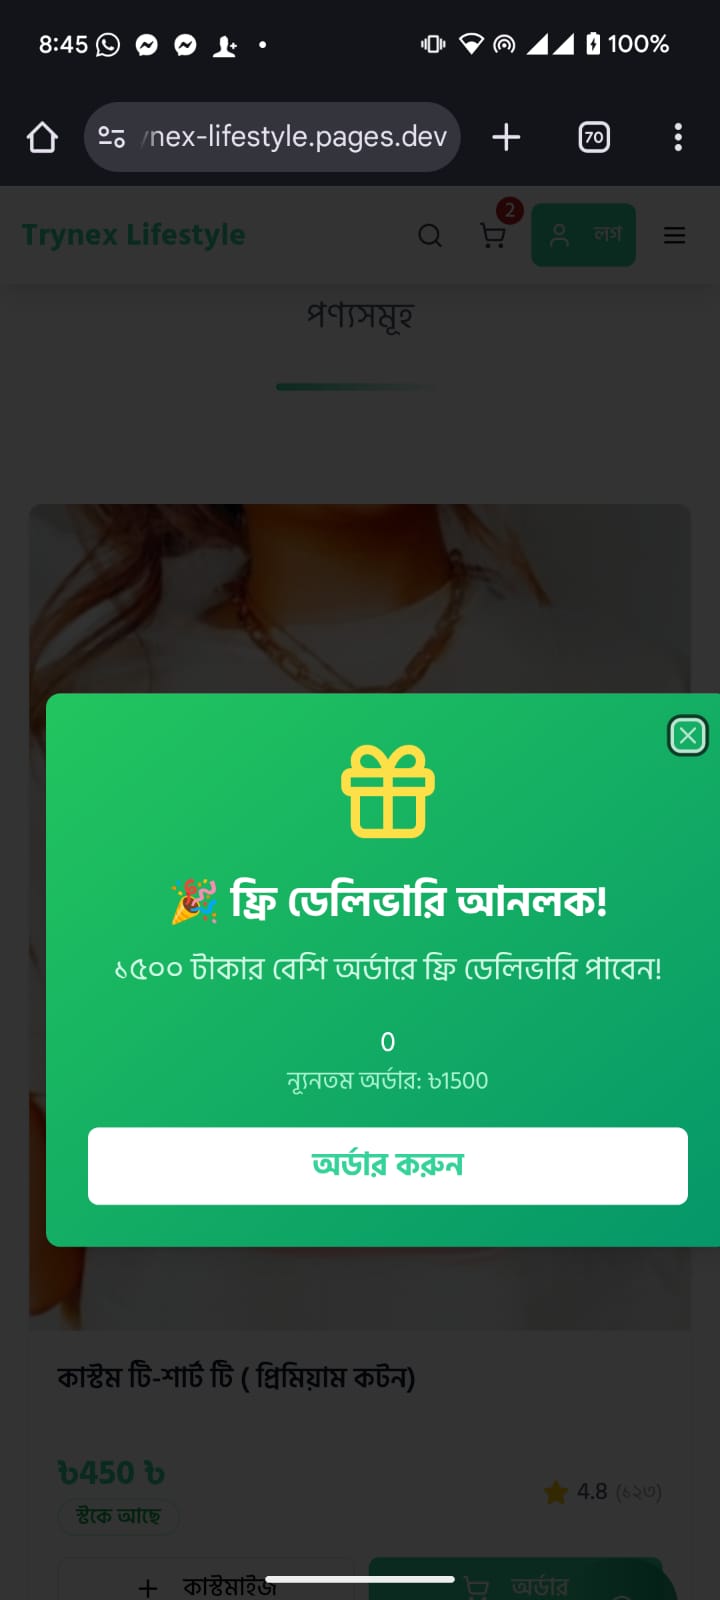 8:45 100%
nex-lifestyle.pages.dev
70
Trynex Lifestyle
2
লগ
পণ্যসমূহ
🎉 ফ্রি ডেলিভারি আনলক!
১৫০০ টাকার বেশি অর্ডারে ফ্রি ডেলিভারি পাবেন!
0
ন্যূনতম অর্ডার: ৳1500
অর্ডার করুন
কাস্টম টি-শার্ট টি ( প্রিমিয়াম কটন)
৳450 ৳
4.8 (১২৩)
স্টকে আছে
কাস্টমাইজ
অর্ডার